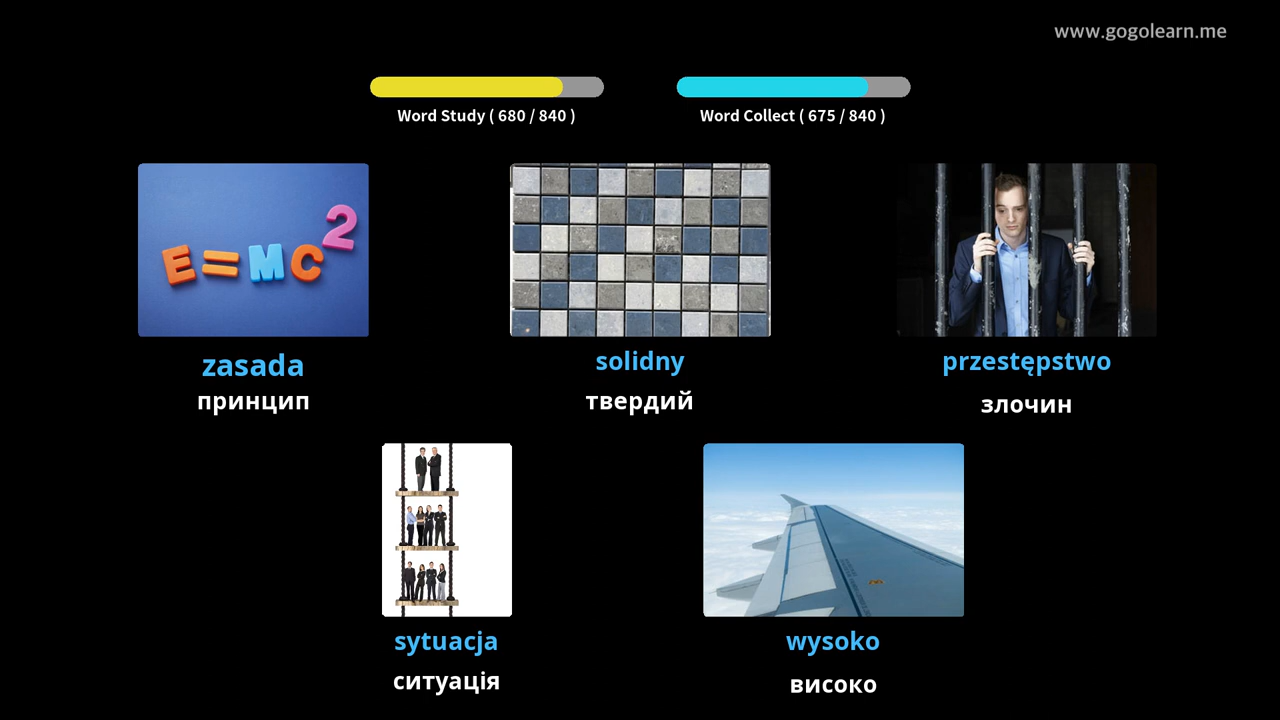 www.gogolearn.me
Word Study ( 680 / 840 )
Word Collect ( 675 / 840 )
E=MC2
zasada
принцип
solidny
твердий
przestępstwo
злочин
sytuacja
ситуація
wysoko
високо